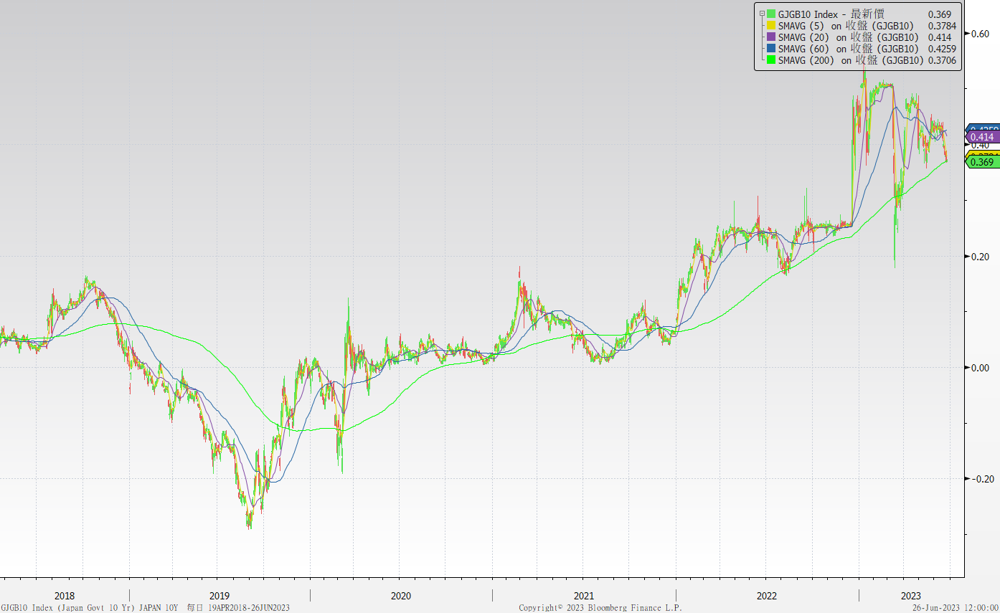 GJGB10 Index - 最新價 0.369
SMAVG (5) on 收盤 (GJGB10) 0.3784
SMAVG (20) on 收盤 (GJGB10) 0.414
SMAVG (60) on 收盤 (GJGB10) 0.4259
SMAVG (200) on 收盤 (GJGB10) 0.3706
0.60
0.4259
0.414
0.40
0.3784
0.369
0.20
0.00
-0.20
2018 2019 2020 2021 2022 2023
GJGB10 Index (Japan Govt 10 Yr) JAPAN 10Y 每日 19APR2018-26JUN2023 Copyright© 2023 Bloomberg Finance L.P. 26-Jun-2023 12:00:00